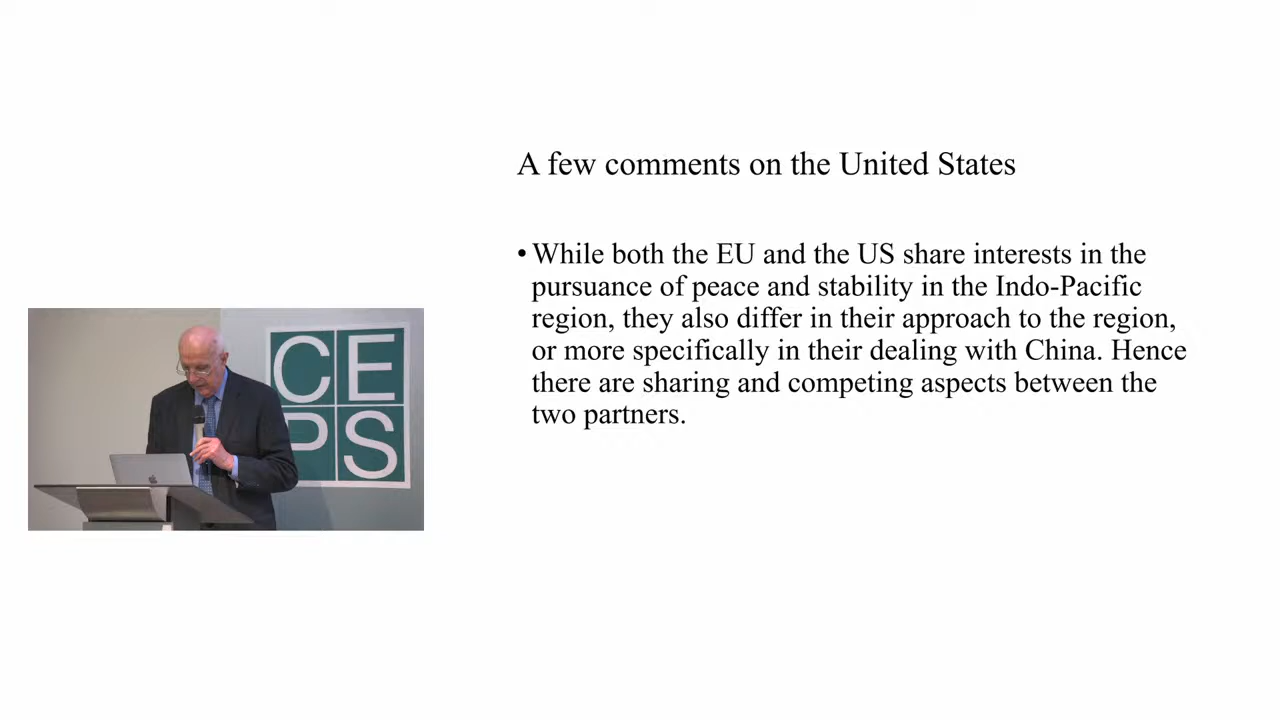 A few comments on the United States
• While both the EU and the US share interests in the
pursuance of peace and stability in the Indo-Pacific
region, they also differ in their approach to the region,
or more specifically in their dealing with China. Hence
there are sharing and competing aspects between the
two partners.
CE
PS